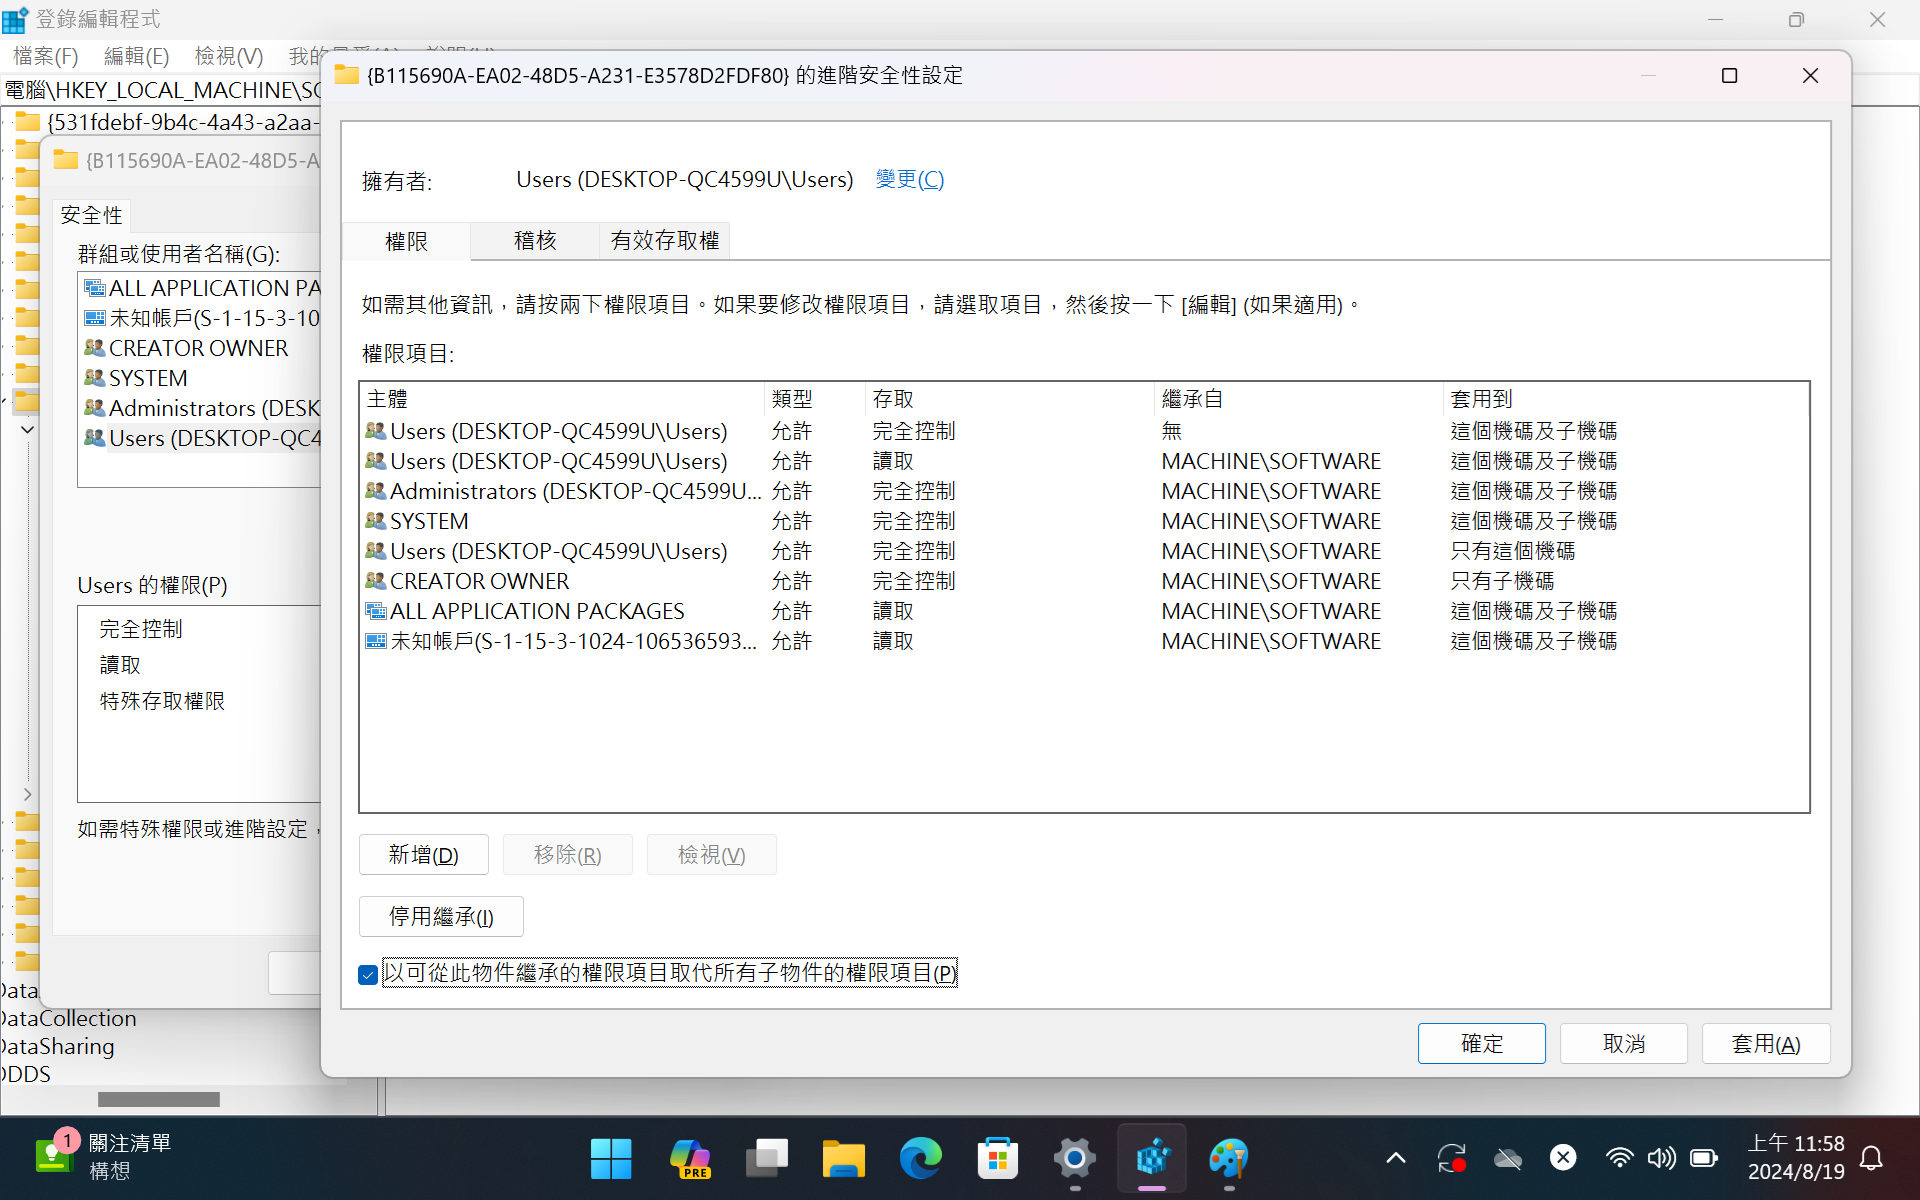 登錄編輯程式
檔案(F) 編輯(E) 檢視(V)
電腦\HKEY_LOCAL_MACHINE\
{531fdebf-9b4c-4a43-a2aa-
{B115690A-EA02-48D5-A
安全性
群組或使用者名稱(G):
ALL APPLICATION PA
未知帳戶(S-1-15-3-10
CREATOR OWNER
SYSTEM
Administrators (DESK
Users (DESKTOP-QC4
Users 的權限(P)
完全控制
讀取
特殊存取權限
如需特殊權限或進階設定，
DataCollection
DataSharing
DDDS
{B115690A-EA02-48D5-A231-E3578D2FDF80} 的進階安全性設定
擁有者: Users (DESKTOP-QC4599U\Users) 變更(C)
權限 稽核 有效存取權
如需其他資訊，請按兩下權限項目。如果要修改權限項目，請選取項目，然後按一下 [編輯] (如果適用)。
權限項目:
主體 類型 存取 繼承自 套用到
Users (DESKTOP-QC4599U\Users) 允許 完全控制 無 這個機碼及子機碼
Users (DESKTOP-QC4599U\Users) 允許 讀取 MACHINE\SOFTWARE 這個機碼及子機碼
Administrators (DESKTOP-QC4599U... 允許 完全控制 MACHINE\SOFTWARE 這個機碼及子機碼
SYSTEM 允許 完全控制 MACHINE\SOFTWARE 這個機碼及子機碼
Users (DESKTOP-QC4599U\Users) 允許 完全控制 MACHINE\SOFTWARE 只有這個機碼
CREATOR OWNER 允許 完全控制 MACHINE\SOFTWARE 只有子機碼
ALL APPLICATION PACKAGES 允許 讀取 MACHINE\SOFTWARE 這個機碼及子機碼
未知帳戶(S-1-15-3-1024-106536593... 允許 讀取 MACHINE\SOFTWARE 這個機碼及子機碼
新增(D) 移除(R) 檢視(V)
停用繼承(I)
以可從此物件繼承的權限項目取代所有子物件的權限項目(P)
確定 取消 套用(A)
1 關注清單
構想
PRE
上午 11:58
2024/8/19